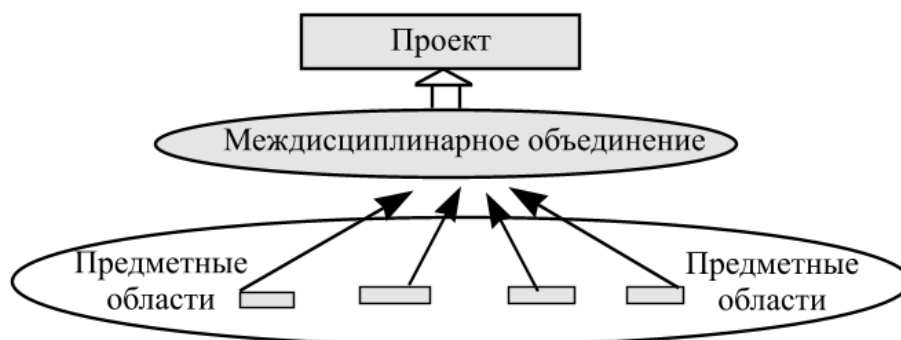 Проект
Междисциплинарное объединение
Предметные
области
Предметные
области